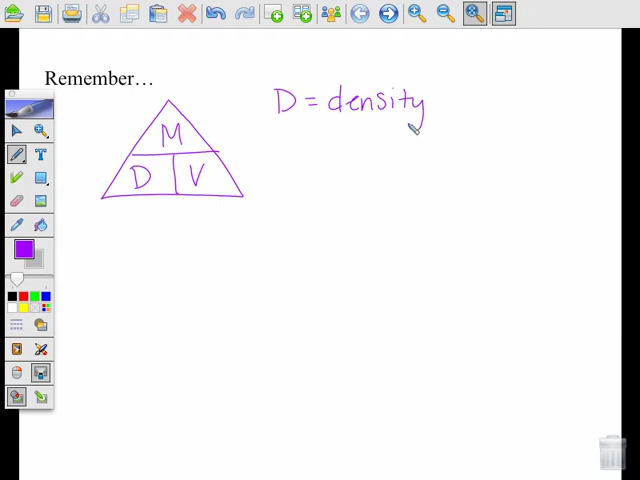 Remember…
D = density
M
D V